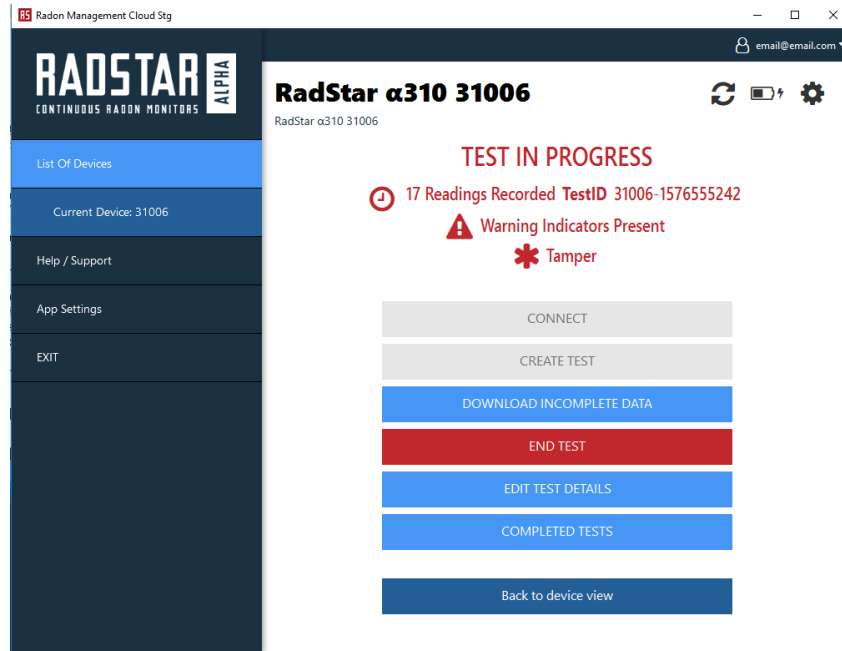 Radon Management Cloud Stg
email@email.com
RADSTAR ALPHA
CONTINUOUS RADON MONITORS
List Of Devices
Current Device: 31006
Help / Support
App Settings
EXIT
RadStar α310 31006
RadStar α310 31006
TEST IN PROGRESS
17 Readings Recorded TestID 31006-1576555242
Warning Indicators Present
Tamper
CONNECT
CREATE TEST
DOWNLOAD INCOMPLETE DATA
END TEST
EDIT TEST DETAILS
COMPLETED TESTS
Back to device view